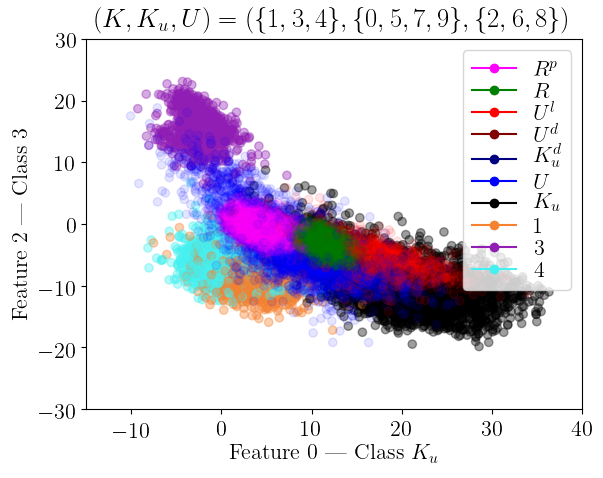 (K, K_u, U) = ({1, 3, 4}, {0, 5, 7, 9}, {2, 6, 8})
30
20
10
0
−10
−20
−30
Feature 2 — Class 3
R^p
R
U^l
U^d
K_u^d
U
K_u
1
3
4
−10 0 10 20 30 40
Feature 0 — Class K_u